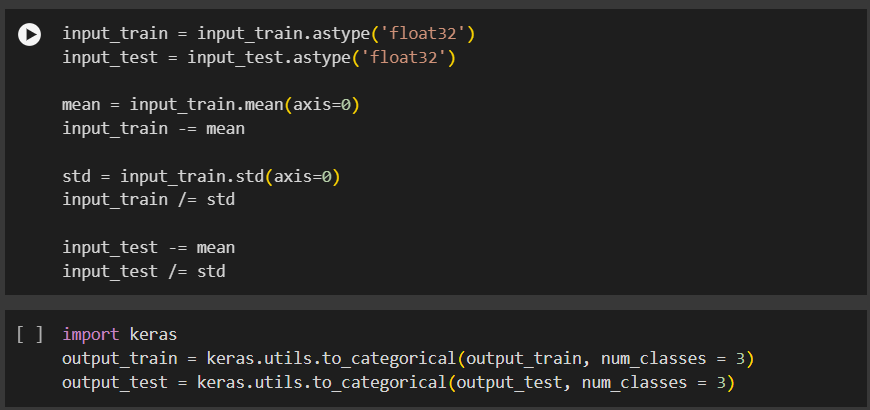 input_train = input_train.astype('float32')
input_test = input_test.astype('float32')
mean = input_train.mean(axis=0)
input_train -= mean
std = input_train.std(axis=0)
input_train /= std
input_test -= mean
input_test /= std
[ ] import keras
output_train = keras.utils.to_categorical(output_train, num_classes = 3)
output_test = keras.utils.to_categorical(output_test, num_classes = 3)